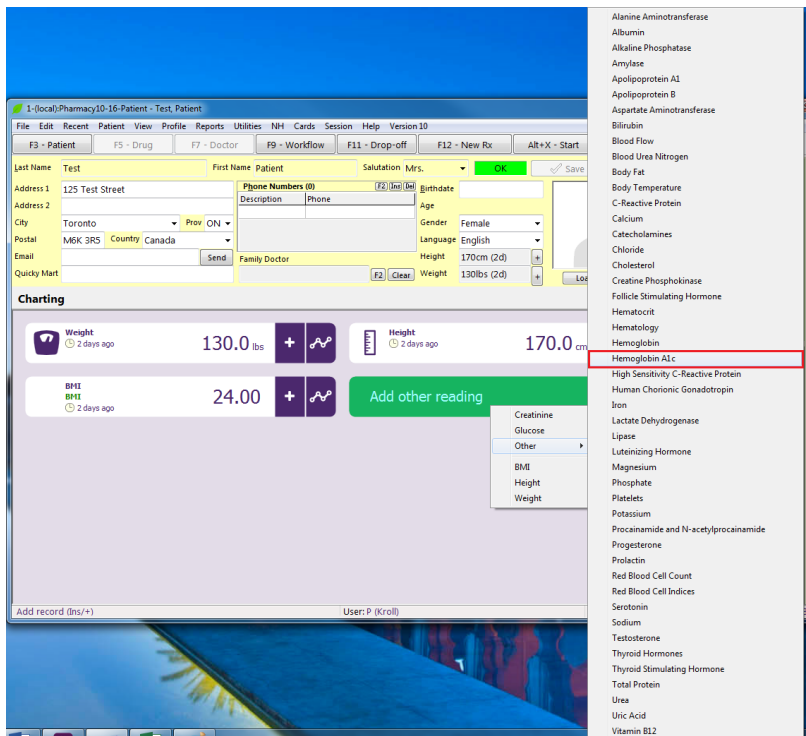 1-(local):Pharmacy10-16-Patient - Test, Patient
File Edit Recent Patient View Profile Reports Utilities NH Cards Session Help Version 10
F3 - Patient F5 - Drug F7 - Doctor F9 - Workflow F11 - Drop-off F12 - New Rx Alt+X - Start
Last Name Test First Name Patient Salutation Mrs. OK Save
Address 1 125 Test Street Phone Numbers (0) F2 Ins Del Birthdate
Address 2 Description Phone Age
City Toronto Prov ON Gender Female
Postal M6K 3R5 Country Canada Language English
Email Send Family Doctor Height 170cm (2d) +
Quicky Mart F2 Clear Weight 130lbs (2d) + Loa
Charting
Weight
2 days ago
130.0 lbs +
Height
2 days ago
170.0 cm
BMI
BMI
2 days ago
24.00 +
Add other reading
Creatinine
Glucose
Other
BMI
Height
Weight
Add record (Ins/+) User: P (Kroll)
Alanine Aminotransferase
Albumin
Alkaline Phosphatase
Amylase
Apolipoprotein A1
Apolipoprotein B
Aspartate Aminotransferase
Bilirubin
Blood Flow
Blood Urea Nitrogen
Body Fat
Body Temperature
C-Reactive Protein
Calcium
Catecholamines
Chloride
Cholesterol
Creatine Phosphokinase
Follicle Stimulating Hormone
Hematocrit
Hematology
Hemoglobin
Hemoglobin A1c
High Sensitivity C-Reactive Protein
Human Chorionic Gonadotropin
Iron
Lactate Dehydrogenase
Lipase
Luteinizing Hormone
Magnesium
Phosphate
Platelets
Potassium
Procainamide and N-acetylprocainamide
Progesterone
Prolactin
Red Blood Cell Count
Red Blood Cell Indices
Serotonin
Sodium
Testosterone
Thyroid Hormones
Thyroid Stimulating Hormone
Total Protein
Urea
Uric Acid
Vitamin B12